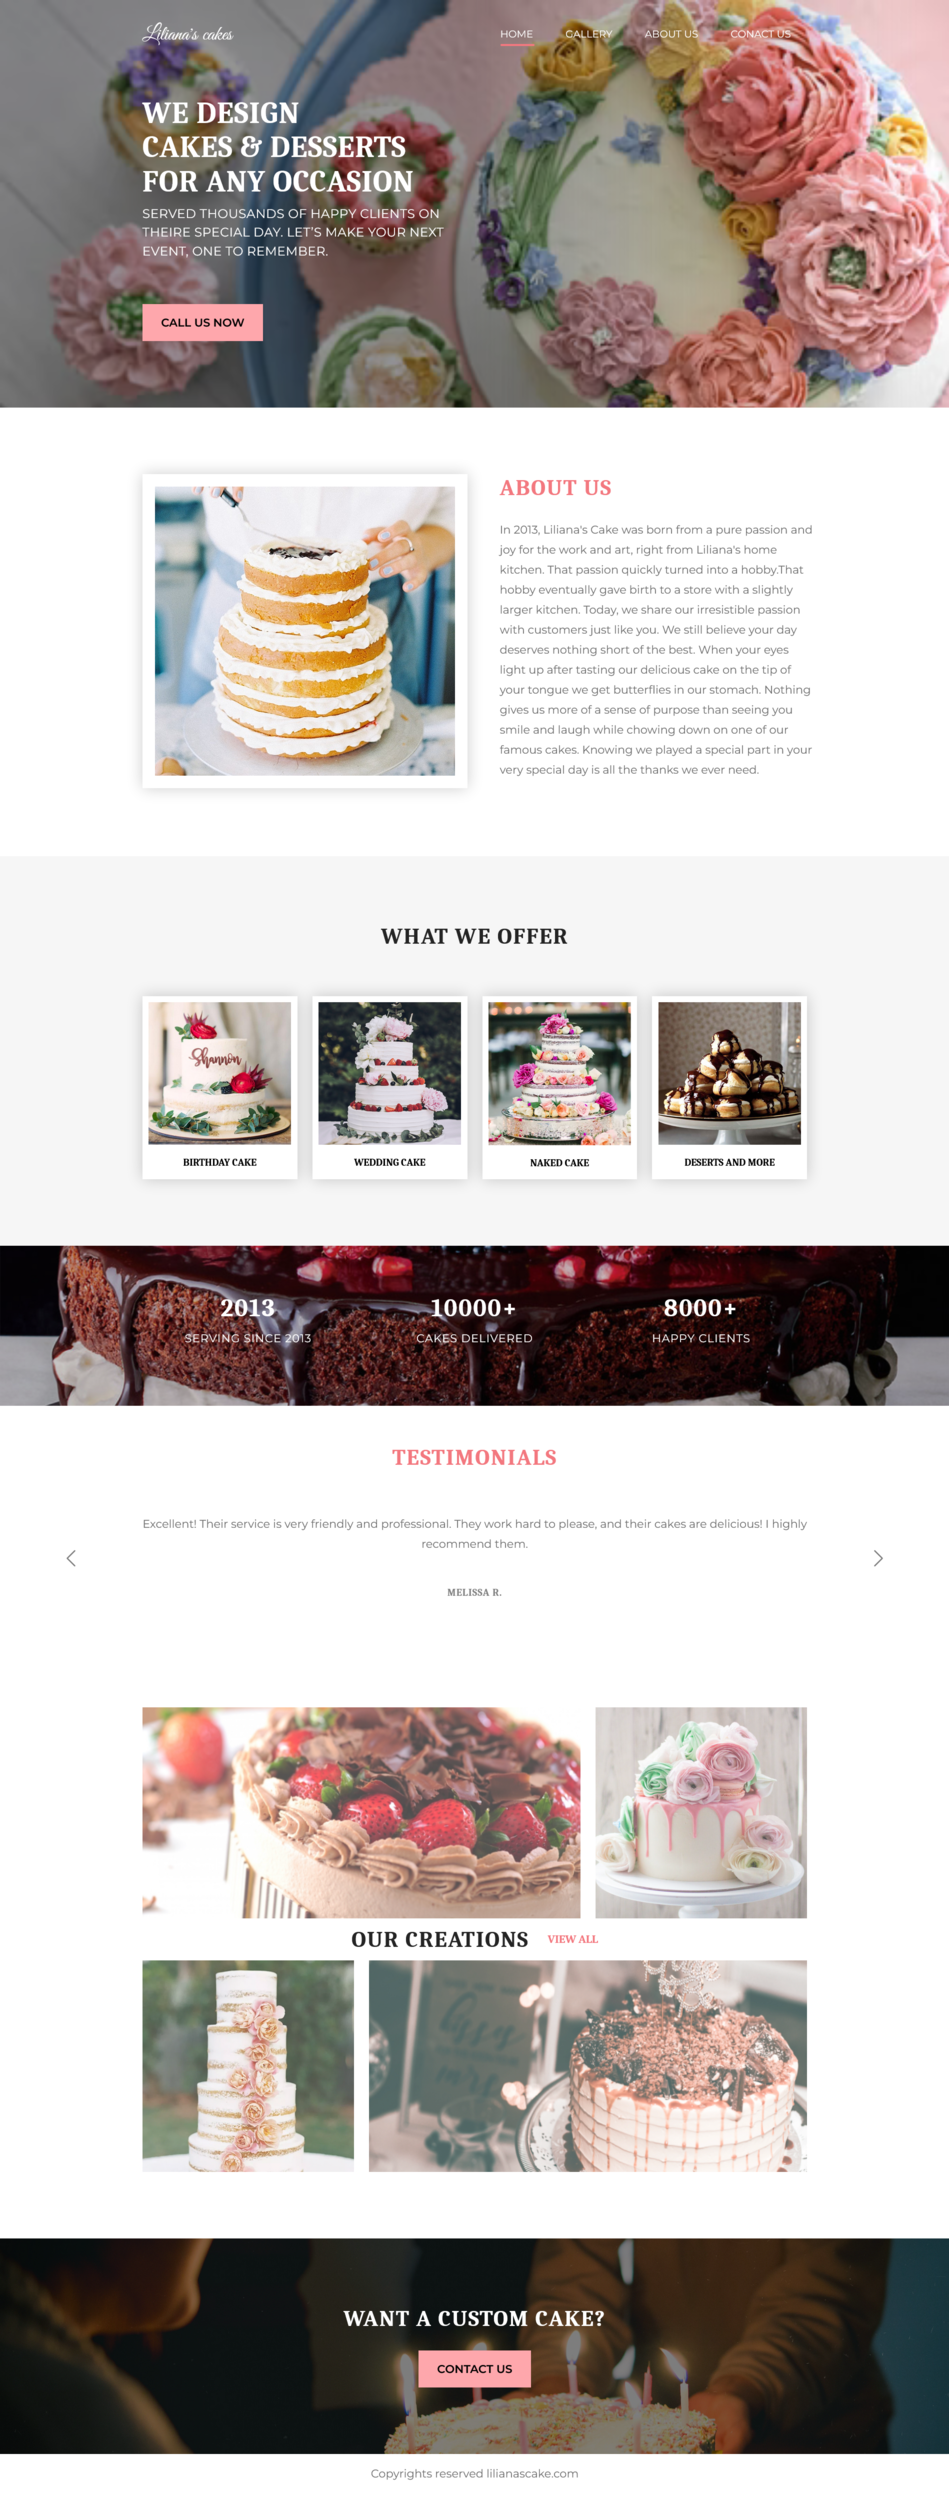 Liliana's cakes
HOME
GALLERY
ABOUT US
CONACT US
WE DESIGN
CAKES & DESSERTS
FOR ANY OCCASION
SERVED THOUSANDS OF HAPPY CLIENTS ON
THEIRE SPECIAL DAY. LET'S MAKE YOUR NEXT
EVENT, ONE TO REMEMBER.
CALL US NOW
ABOUT US
In 2013, Liliana's Cake was born from a pure passion and
joy for the work and art, right from Liliana's home
kitchen. That passion quickly turned into a hobby.That
hobby eventually gave birth to a store with a slightly
larger kitchen. Today, we share our irresistible passion
with customers just like you. We still believe your day
deserves nothing short of the best. When your eyes
light up after tasting our delicious cake on the tip of
your tongue we get butterflies in our stomach. Nothing
gives us more of a sense of purpose than seeing you
smile and laugh while chowing down on one of our
famous cakes. Knowing we played a special part in your
very special day is all the thanks we ever need.
WHAT WE OFFER
Shannon
BIRTHDAY CAKE
WEDDING CAKE
NAKED CAKE
DESERTS AND MORE
2013
SERVING SINCE 2013
10000+
CAKES DELIVERED
8000+
HAPPY CLIENTS
TESTIMONIALS
Excellent! Their service is very friendly and professional. They work hard to please, and their cakes are delicious! I highly
recommend them.
MELISSA R.
OUR CREATIONS
VIEW ALL
WANT A CUSTOM CAKE?
CONTACT US
Copyrights reserved lilianascake.com